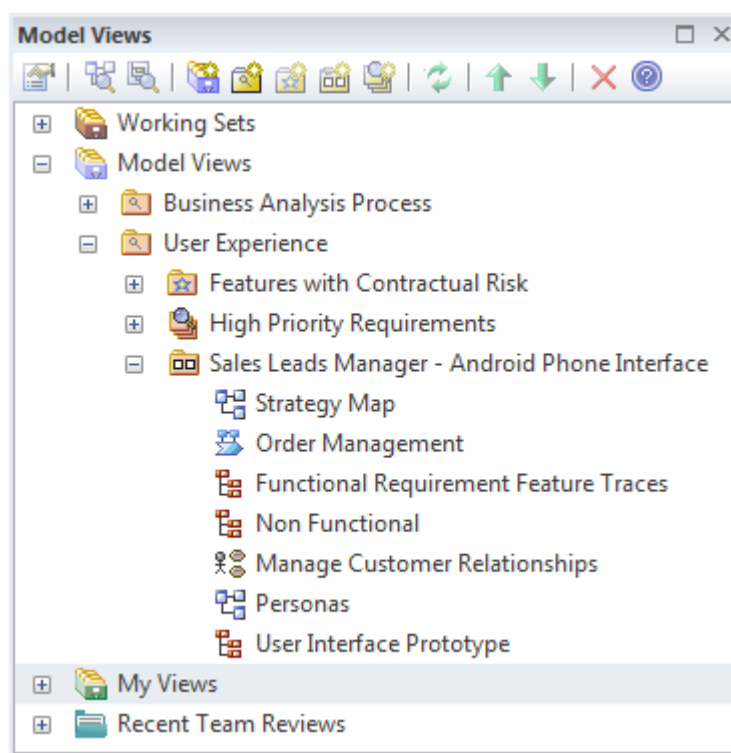 Model Views
Working Sets
Model Views
Business Analysis Process
User Experience
Features with Contractual Risk
High Priority Requirements
Sales Leads Manager - Android Phone Interface
Strategy Map
Order Management
Functional Requirement Feature Traces
Non Functional
Manage Customer Relationships
Personas
User Interface Prototype
My Views
Recent Team Reviews